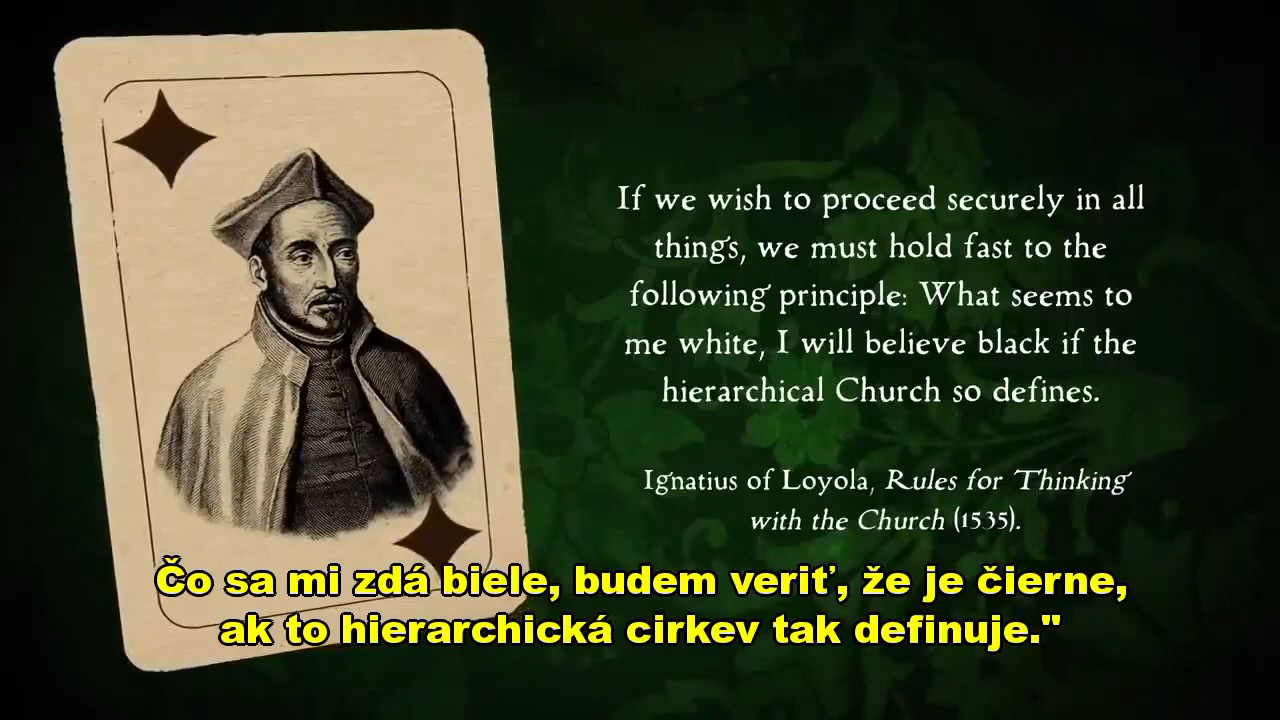 If we wish to proceed securely in all
things, we must hold fast to the
following principle: What seems to
me white, I will believe black if the
hierarchical Church so defines.
Ignatius of Loyola, Rules for Thinking
with the Church (1535).
Čo sa mi zdá biele, budem veriť, že je čierne,
ak to hierarchická cirkev tak definuje."